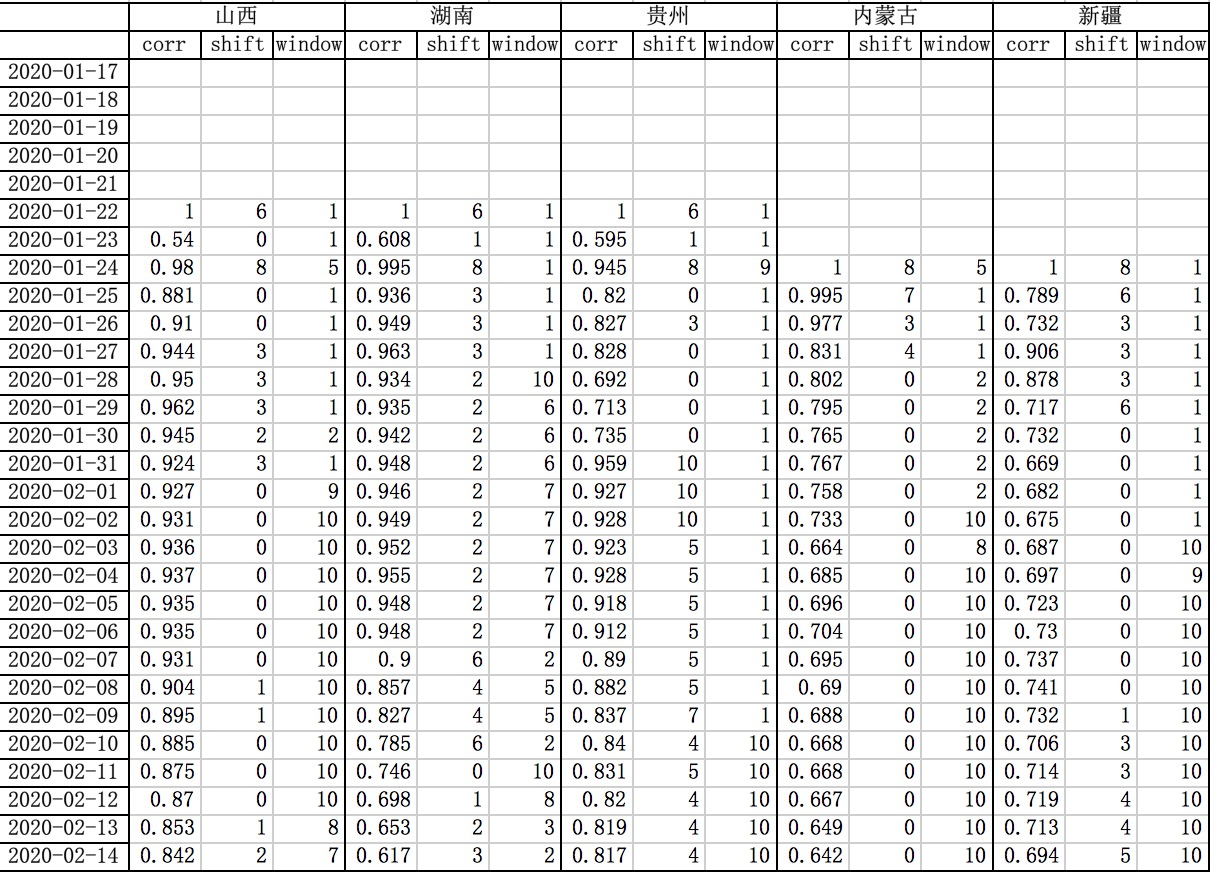 山西 湖南 贵州 内蒙古 新疆
corr shift window corr shift window corr shift window corr shift window corr shift window
2020-01-17
2020-01-18
2020-01-19
2020-01-20
2020-01-21
2020-01-22 1 6 1 1 6 1 1 6 1
2020-01-23 0.54 0 1 0.608 1 1 0.595 1 1
2020-01-24 0.98 8 5 0.995 8 1 0.945 8 9 1 8 5 1 8 1
2020-01-25 0.881 0 1 0.936 3 1 0.82 0 1 0.995 7 1 0.789 6 1
2020-01-26 0.91 0 1 0.949 3 1 0.827 3 1 0.977 3 1 0.732 3 1
2020-01-27 0.944 3 1 0.963 3 1 0.828 0 1 0.831 4 1 0.906 3 1
2020-01-28 0.95 3 1 0.934 2 10 0.692 0 1 0.802 0 2 0.878 3 1
2020-01-29 0.962 3 1 0.935 2 6 0.713 0 1 0.795 0 2 0.717 6 1
2020-01-30 0.945 2 2 0.942 2 6 0.735 0 1 0.765 0 2 0.732 0 1
2020-01-31 0.924 3 1 0.948 2 6 0.959 10 1 0.767 0 2 0.669 0 1
2020-02-01 0.927 0 9 0.946 2 7 0.927 10 1 0.758 0 2 0.682 0 1
2020-02-02 0.931 0 10 0.949 2 7 0.928 10 1 0.733 0 10 0.675 0 1
2020-02-03 0.936 0 10 0.952 2 7 0.923 5 1 0.664 0 8 0.687 0 10
2020-02-04 0.937 0 10 0.955 2 7 0.928 5 1 0.685 0 10 0.697 0 9
2020-02-05 0.935 0 10 0.948 2 7 0.918 5 1 0.696 0 10 0.723 0 10
2020-02-06 0.935 0 10 0.948 2 7 0.912 5 1 0.704 0 10 0.73 0 10
2020-02-07 0.931 0 10 0.9 6 2 0.89 5 1 0.695 0 10 0.737 0 10
2020-02-08 0.904 1 10 0.857 4 5 0.882 5 1 0.69 0 10 0.741 0 10
2020-02-09 0.895 1 10 0.827 4 5 0.837 7 1 0.688 0 10 0.732 1 10
2020-02-10 0.885 0 10 0.785 6 2 0.84 4 10 0.668 0 10 0.706 3 10
2020-02-11 0.875 0 10 0.746 0 10 0.831 5 10 0.668 0 10 0.714 3 10
2020-02-12 0.87 0 10 0.698 1 8 0.82 4 10 0.667 0 10 0.719 4 10
2020-02-13 0.853 1 8 0.653 2 3 0.819 4 10 0.649 0 10 0.713 4 10
2020-02-14 0.842 2 7 0.617 3 2 0.817 4 10 0.642 0 10 0.694 5 10